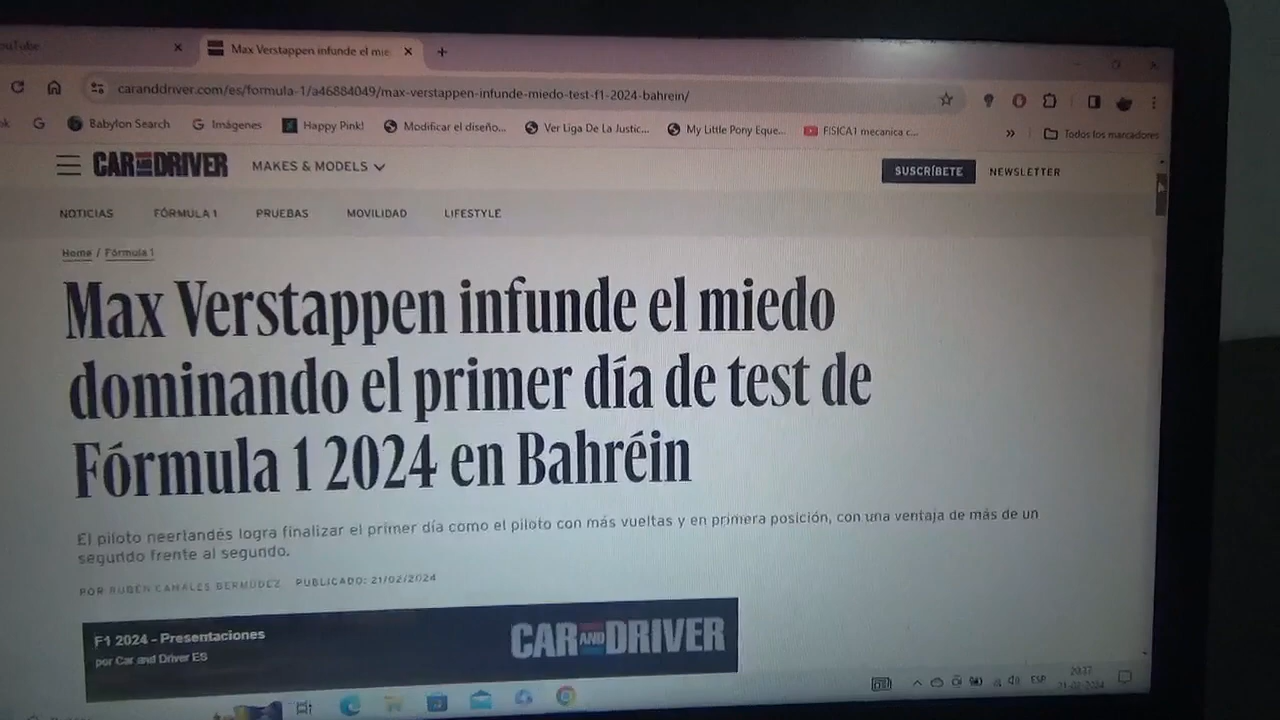 ouTube
Max Verstappen infunde el mie
caranddriver.com/es/formula-1/a46884049/max-verstappen-infunde-miedo-test-f1-2024-bahrein/
Babylon Search
Imágenes
Happy Pink!
Modificar el diseño...
Ver Liga De La Justic...
My Little Pony Eque...
FISICA1 mecanica c...
Todos los marcadores
CAR AND DRIVER
MAKES & MODELS
SUSCRÍBETE
NEWSLETTER
NOTICIAS
FÓRMULA 1
PRUEBAS
MOVILIDAD
LIFESTYLE
Home / Fórmula 1
Max Verstappen infunde el miedo
dominando el primer día de test de
Fórmula 1 2024 en Bahréin
El piloto neerlandés logra finalizar el primer día como el piloto con más vueltas y en primera posición, con una ventaja de más de un
segundo frente al segundo.
POR RUBÉN CANALES BERMÚDEZ PUBLICADO: 21/02/2024
F1 2024 - Presentaciones
por Car and Driver ES
CAR AND DRIVER
ESP
21-02-2024